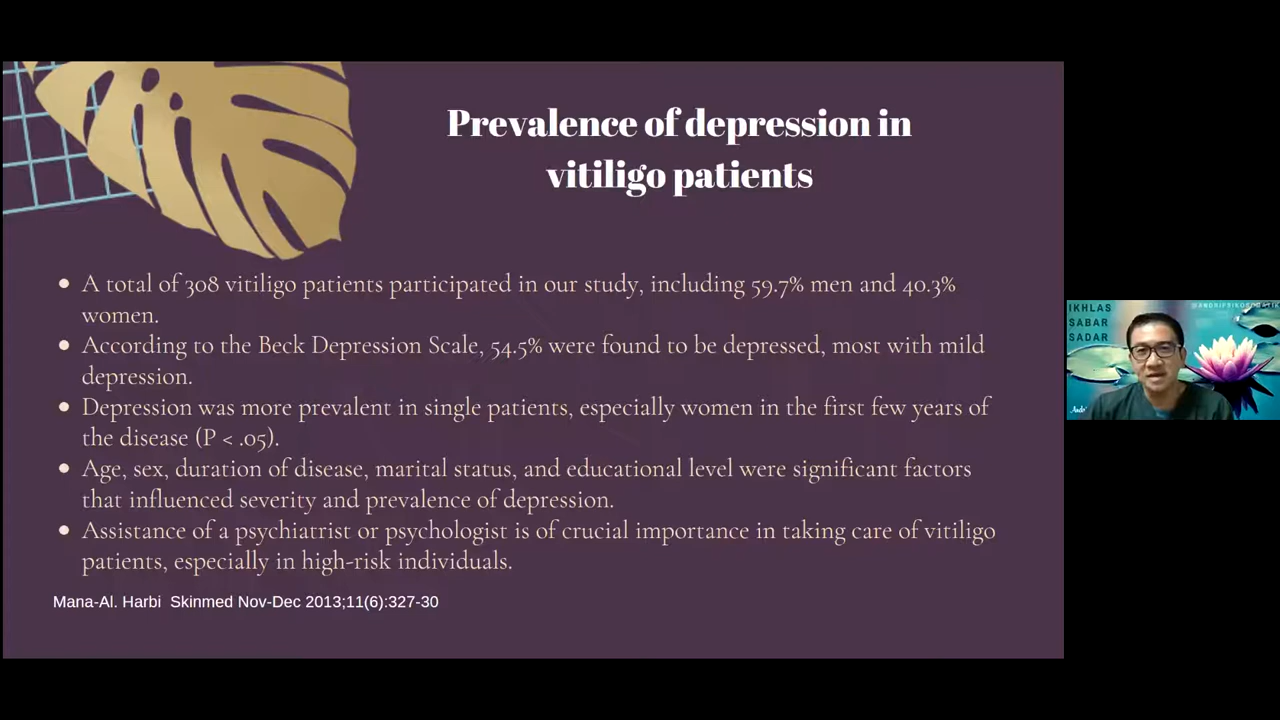 Prevalence of depression in
vitiligo patients
• A total of 308 vitiligo patients participated in our study, including 59.7% men and 40.3%
women.
• According to the Beck Depression Scale, 54.5% were found to be depressed, most with mild
depression.
• Depression was more prevalent in single patients, especially women in the first few years of
the disease (P < .05).
• Age, sex, duration of disease, marital status, and educational level were significant factors
that influenced severity and prevalence of depression.
• Assistance of a psychiatrist or psychologist is of crucial importance in taking care of vitiligo
patients, especially in high-risk individuals.
Mana-Al. Harbi Skinmed Nov-Dec 2013;11(6):327-30
IKHLAS
SABAR
SADAR